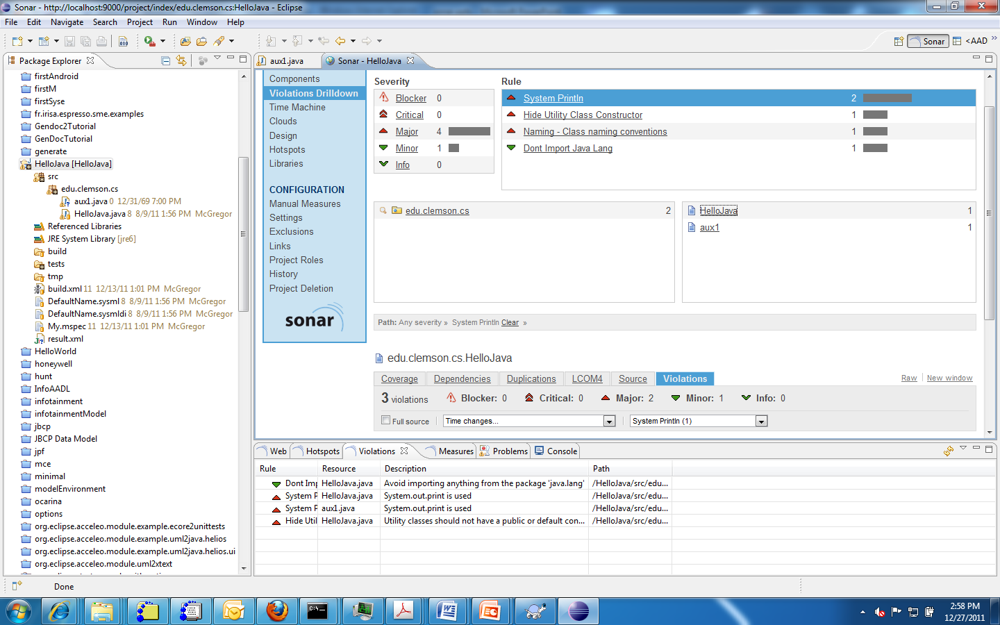 Sonar - http://localhost:9000/project/index/edu.clemson.cs:HelloJava - Eclipse
File Edit Navigate Search Project Run Window Help
010
Sonar <AAD »
Package Explorer
firstAndroid
firstM
firstSyse
fr.irisa.espresso.sme.examples
Gendoc2Tutorial
GenDocTutorial
generate
HelloJava [HelloJava]
src
edu.clemson.cs
aux1.java 0 12/31/69 7:00 PM
HelloJava.java 8 8/9/11 1:56 PM McGregor
Referenced Libraries
JRE System Library [jre6]
build
tests
tmp
build.xml 11 12/13/11 1:01 PM McGregor
DefaultName.sysml 8 8/9/11 1:56 PM McGregor
DefaultName.sysmldi 8 8/9/11 1:56 PM McGregor
My.mspec 11 12/13/11 1:01 PM McGregor
result.xml
HelloWorld
honeywell
hunt
InfoAADL
infotainment
infotainmentModel
jbcp
JBCP Data Model
jpf
mce
minimal
modelEnvironment
ocarina
options
org.eclipse.acceleo.module.example.ecore2unittests
org.eclipse.acceleo.module.example.uml2java.helios
org.eclipse.acceleo.module.example.uml2java.helios.ui
org.eclipse.acceleo.module.uml2xtext
aux1.java Sonar - HelloJava
Components
Violations Drilldown
Time Machine
Clouds
Design
Hotspots
Libraries
CONFIGURATION
Manual Measures
Settings
Exclusions
Links
Project Roles
History
Project Deletion
sonar
Severity
Blocker 0
Critical 0
Major 4
Minor 1
Info 0
Rule
System Println 2
Hide Utility Class Constructor 1
Naming - Class naming conventions 1
Dont Import Java Lang 1
edu.clemson.cs 2
HelloJava 1
aux1 1
Path: Any severity » System Println Clear »
edu.clemson.cs.HelloJava
Coverage Dependencies Duplications LCOM4 Source Violations Raw New window
3 violations Blocker: 0 Critical: 0 Major: 2 Minor: 1 Info: 0
Full source Time changes... System Println (1)
Web Hotspots Violations Measures Problems Console
Rule Resource Description Path
Dont Imp HelloJava.java Avoid importing anything from the package 'java.lang' /HelloJava/src/edu...
System P HelloJava.java System.out.print is used /HelloJava/src/edu...
System P aux1.java System.out.print is used /HelloJava/src/edu...
Hide Util HelloJava.java Utility classes should not have a public or default con... /HelloJava/src/edu...
Done
C:\_
2:58 PM
12/27/2011